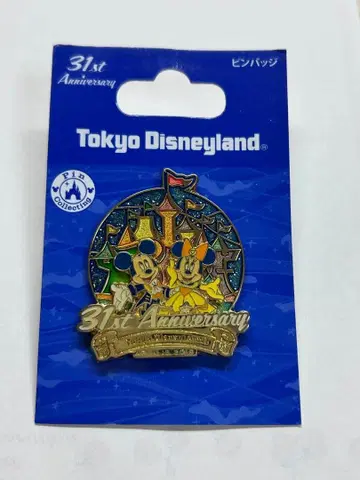 31st
Anniversary
ピンバッジ
Tokyo Disneyland®
Pin
Collecting
31st Anniversary